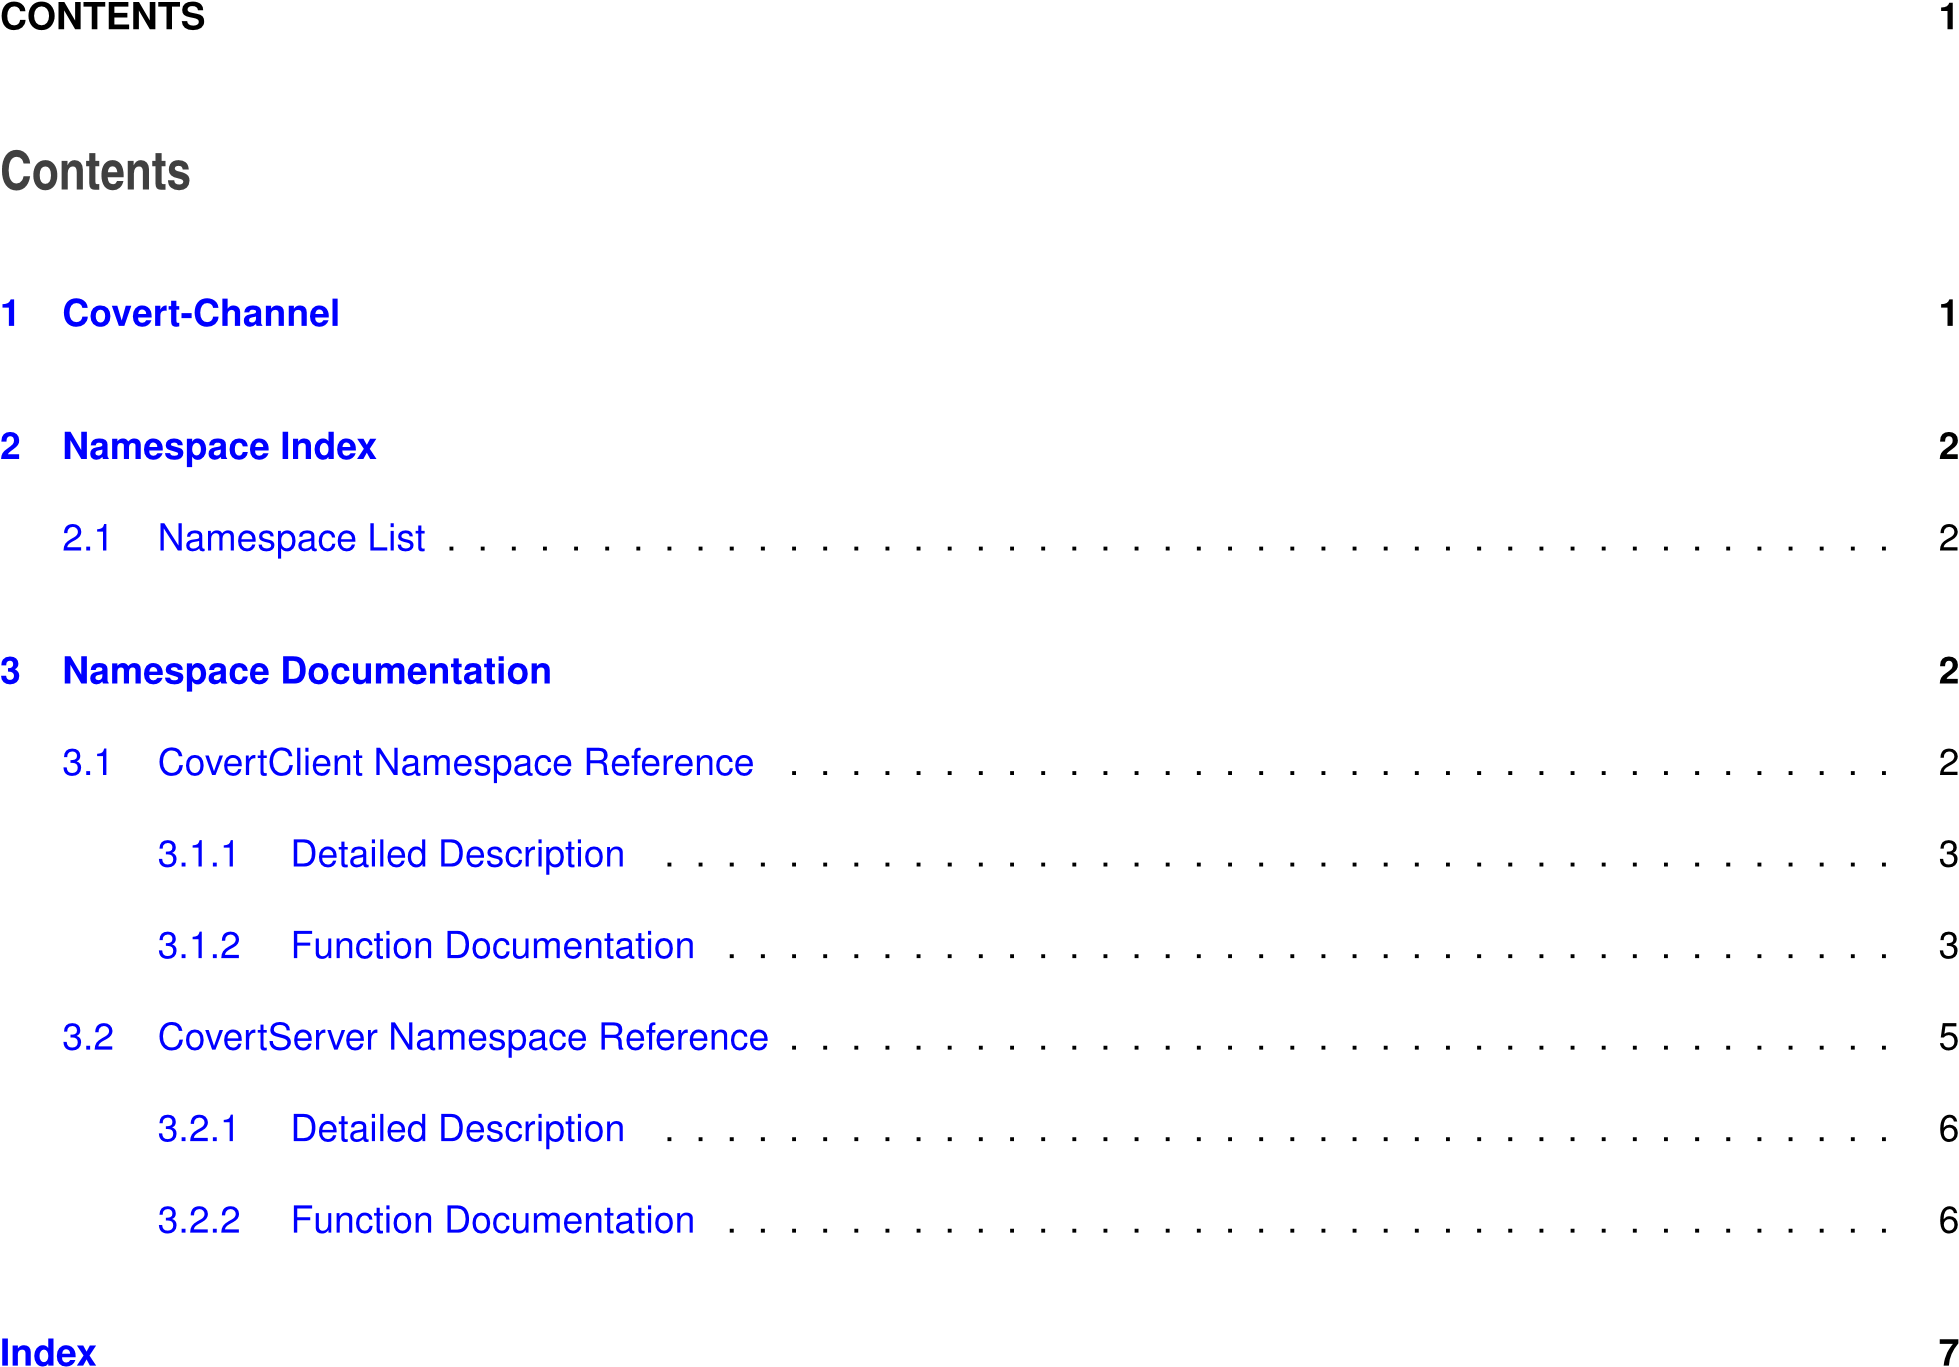 CONTENTS 1
Contents
1 Covert-Channel 1
2 Namespace Index 2
2.1 Namespace List . . . . . . . . . . . . . . . . . . . . . . . . . . . . . . . . . . . . . . . . . . . . . . . 2
3 Namespace Documentation 2
3.1 CovertClient Namespace Reference . . . . . . . . . . . . . . . . . . . . . . . . . . . . . . . . . . . . 2
3.1.1 Detailed Description . . . . . . . . . . . . . . . . . . . . . . . . . . . . . . . . . . . . . . . . 3
3.1.2 Function Documentation . . . . . . . . . . . . . . . . . . . . . . . . . . . . . . . . . . . . . . 3
3.2 CovertServer Namespace Reference . . . . . . . . . . . . . . . . . . . . . . . . . . . . . . . . . . . . 5
3.2.1 Detailed Description . . . . . . . . . . . . . . . . . . . . . . . . . . . . . . . . . . . . . . . . 6
3.2.2 Function Documentation . . . . . . . . . . . . . . . . . . . . . . . . . . . . . . . . . . . . . . 6
Index 7